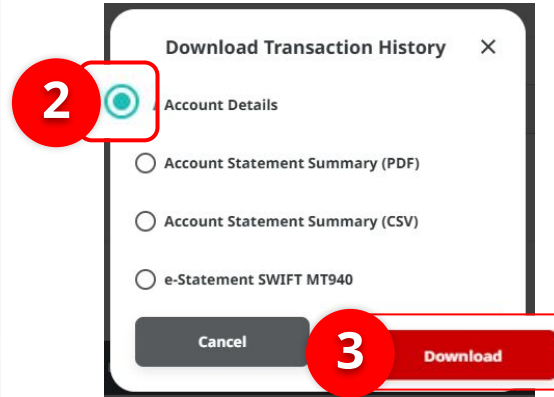 Download Transaction History
2
Account Details
Account Statement Summary (PDF)
Account Statement Summary (CSV)
e-Statement SWIFT MT940
Cancel
3
Download